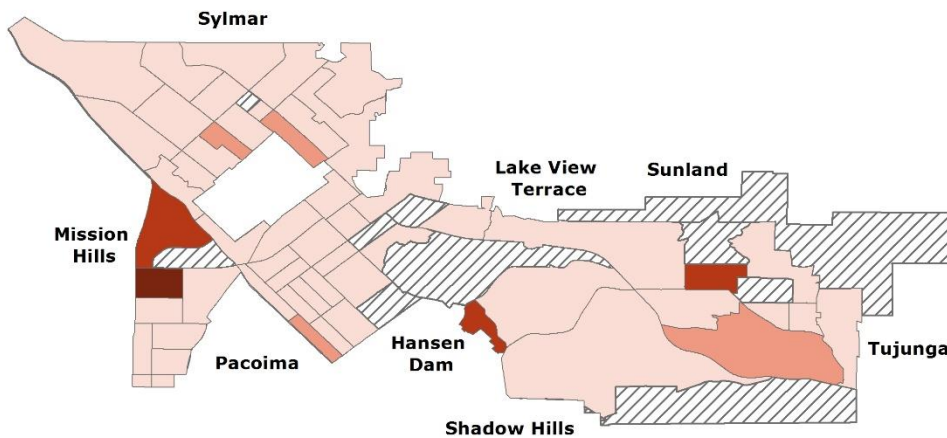 Sylmar
Lake View
Terrace
Sunland
Mission
Hills
Pacoima
Hansen
Dam
Tujunga
Shadow Hills